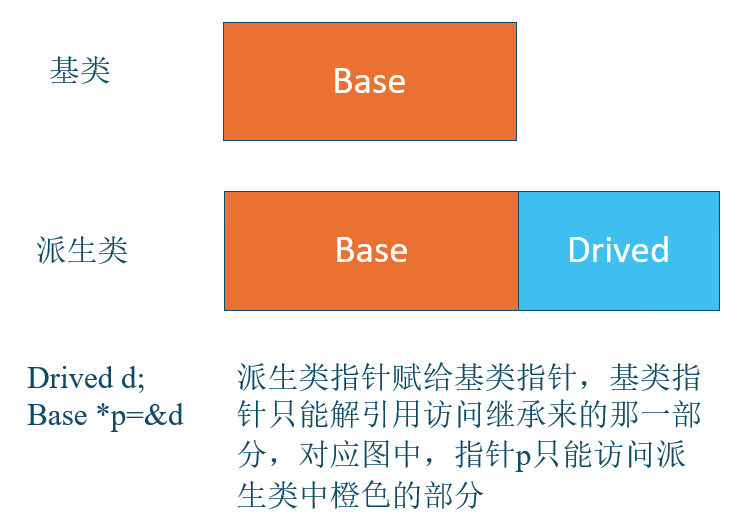 基类
Base
派生类
Base
Drived
Drived d;
Base *p=&d
派生类指针赋给基类指针，基类指
针只能解引用访问继承来的那一部
分，对应图中，指针p只能访问派
生类中橙色的部分